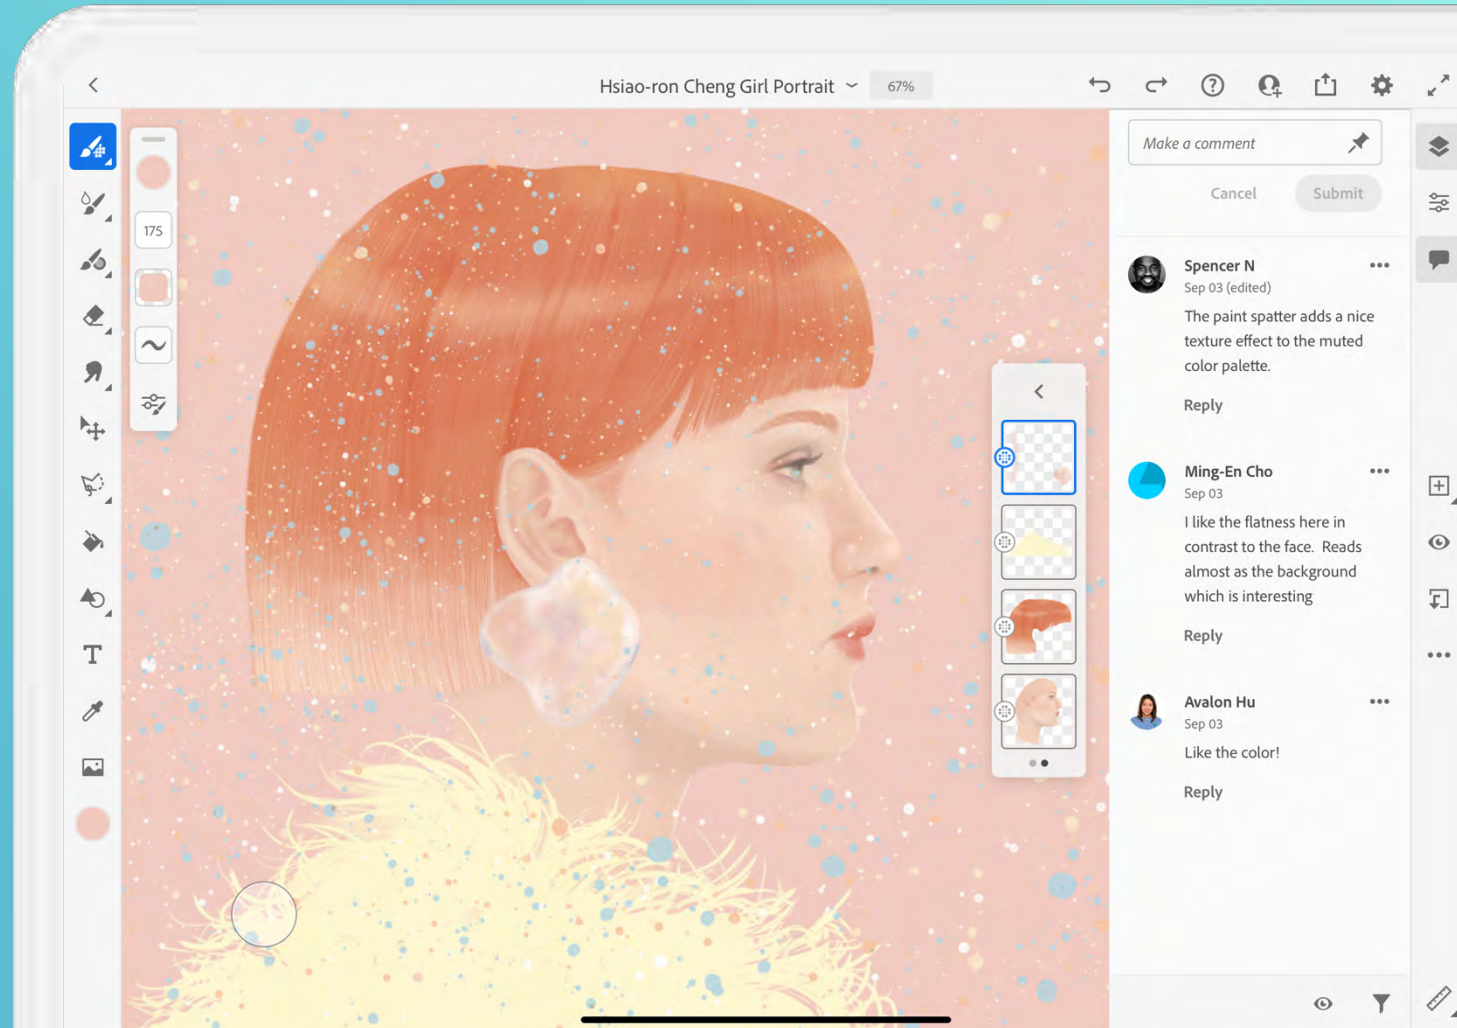 Hsiao-ron Cheng Girl Portrait
67%
175
T
Make a comment
Cancel
Submit
Spencer N
Sep 03 (edited)
The paint spatter adds a nice
texture effect to the muted
color palette.
Reply
Ming-En Cho
Sep 03
I like the flatness here in
contrast to the face. Reads
almost as the background
which is interesting
Reply
Avalon Hu
Sep 03
Like the color!
Reply